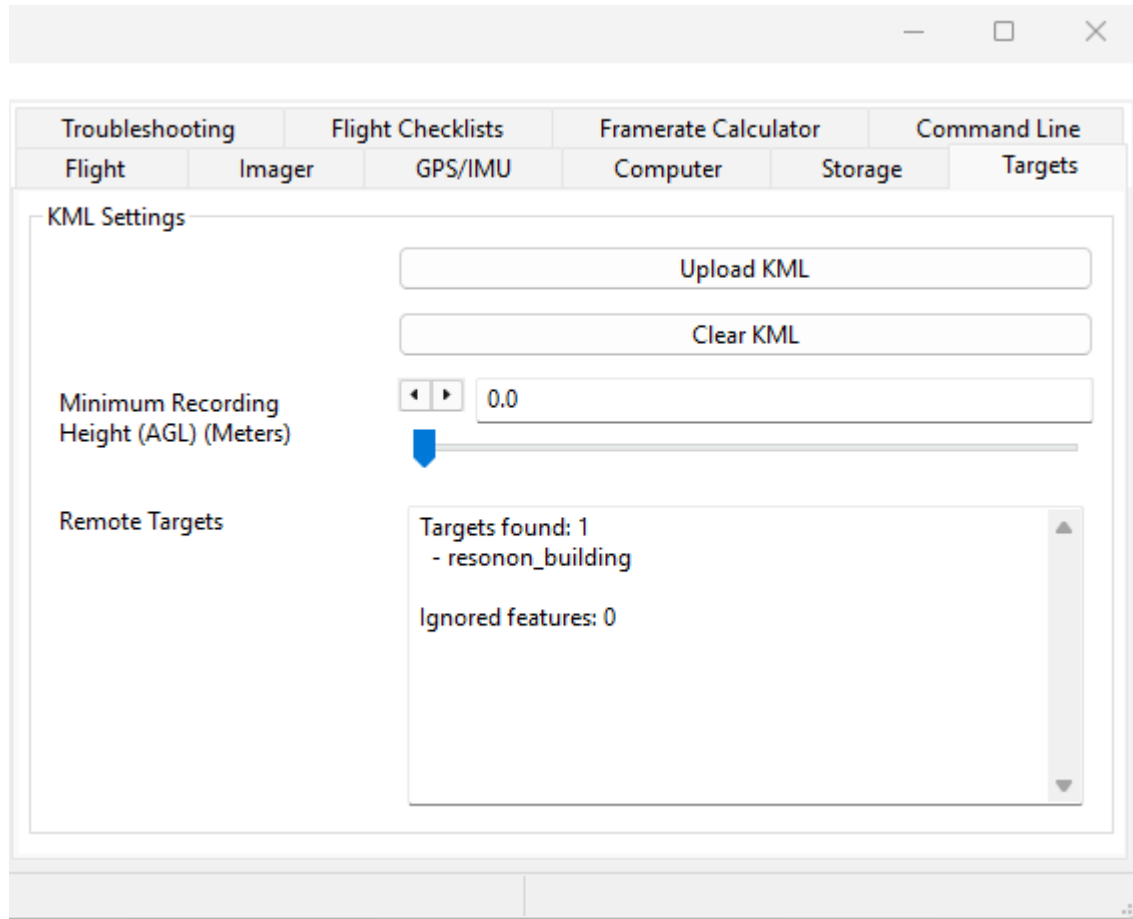 Troubleshooting Flight Checklists Framerate Calculator Command Line
Flight Imager GPS/IMU Computer Storage Targets
KML Settings
Upload KML
Clear KML
Minimum Recording
Height (AGL) (Meters)
0.0
Remote Targets
Targets found: 1
- resonon_building
Ignored features: 0